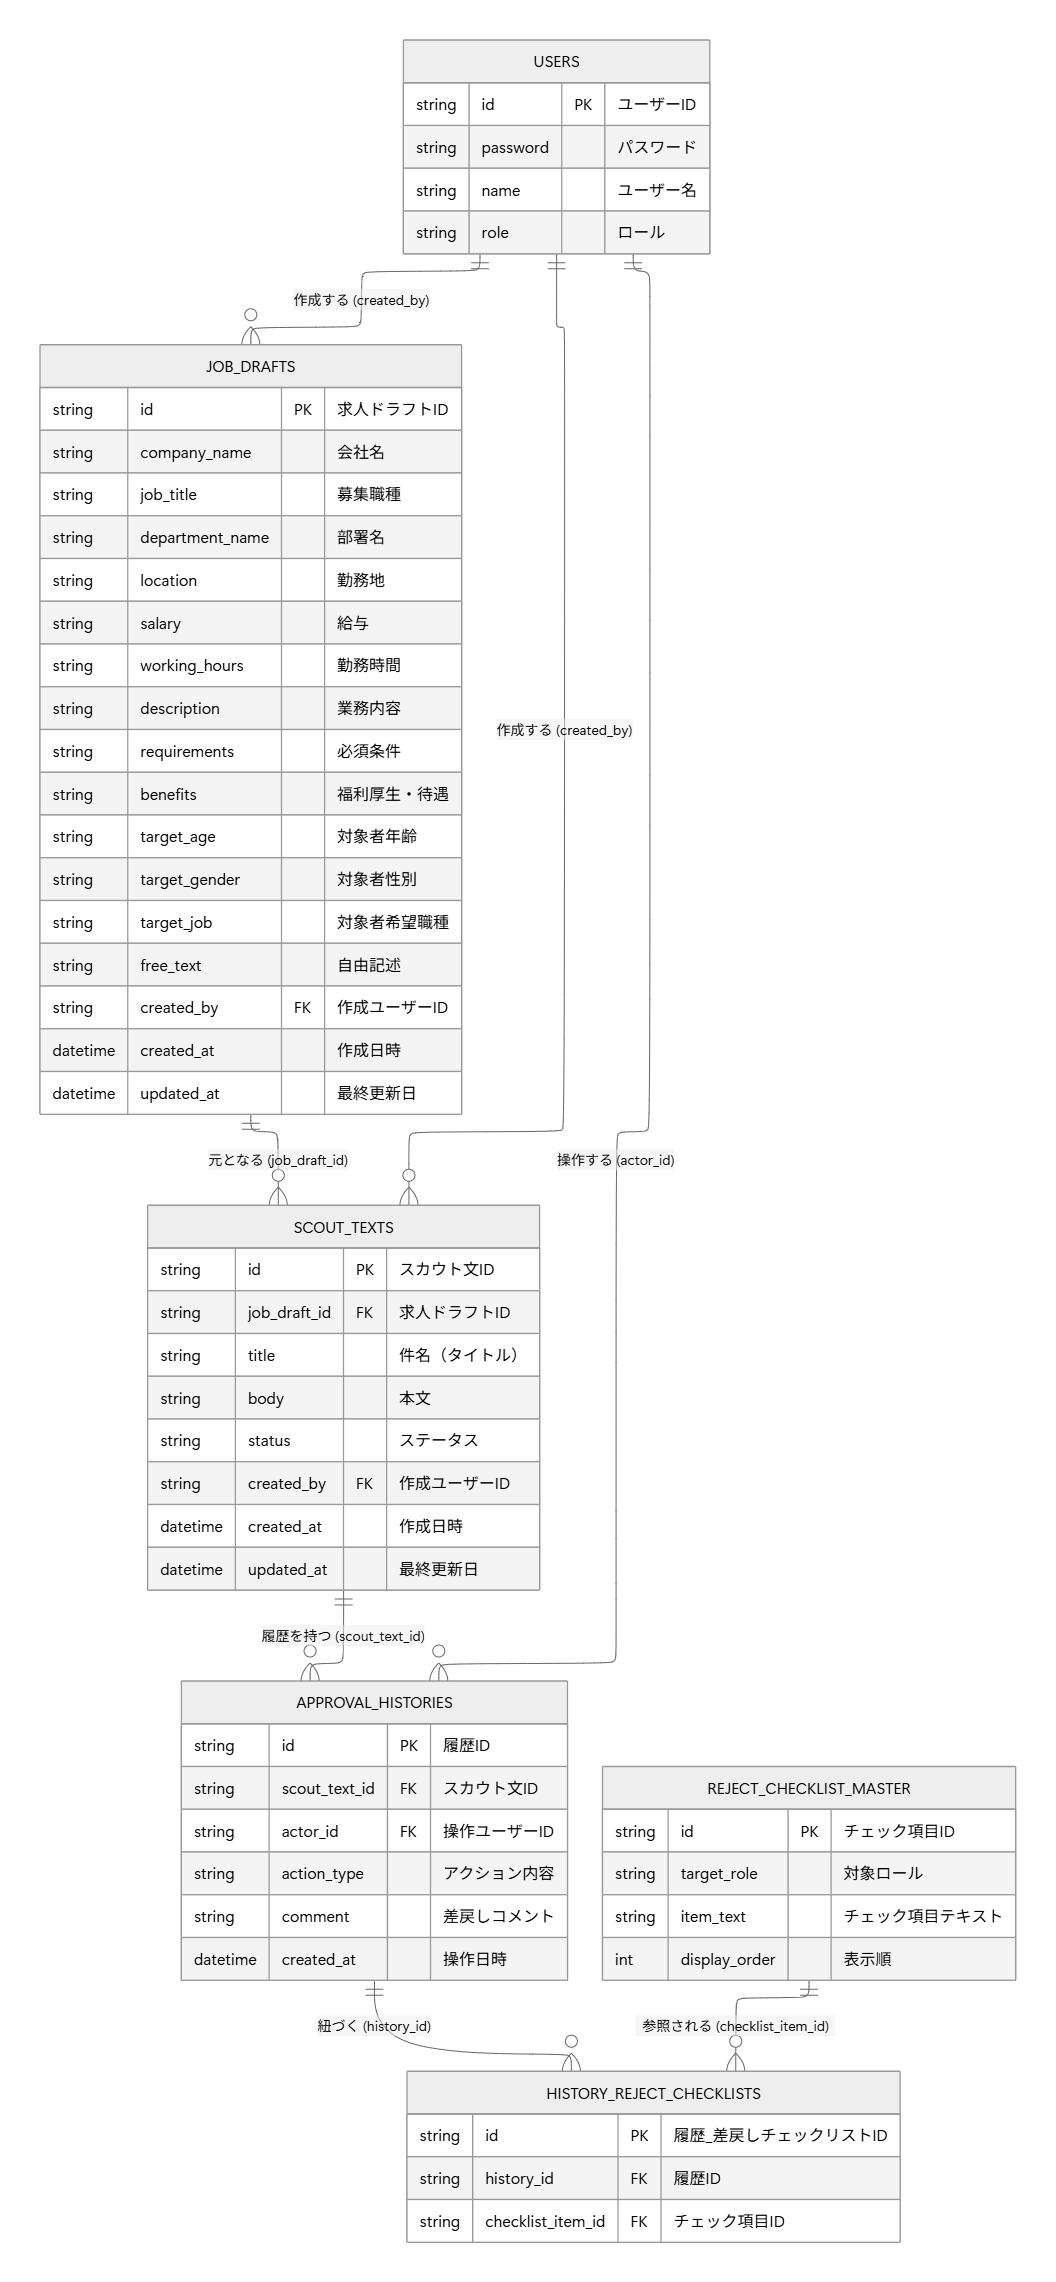 USERS
string id PK ユーザーID
string password パスワード
string name ユーザー名
string role ロール
作成する (created_by)
JOB_DRAFTS
string id PK 求人ドラフトID
string company_name 会社名
string job_title 募集職種
string department_name 部署名
string location 勤務地
string salary 給与
string working_hours 勤務時間
string description 業務内容
string requirements 必須条件
string benefits 福利厚生・待遇
string target_age 対象者年齢
string target_gender 対象者性別
string target_job 対象者希望職種
string free_text 自由記述
string created_by FK 作成ユーザーID
datetime created_at 作成日時
datetime updated_at 最終更新日
作成する (created_by)
元となる (job_draft_id)
操作する (actor_id)
SCOUT_TEXTS
string id PK スカウト文ID
string job_draft_id FK 求人ドラフトID
string title 件名（タイトル）
string body 本文
string status ステータス
string created_by FK 作成ユーザーID
datetime created_at 作成日時
datetime updated_at 最終更新日
履歴を持つ (scout_text_id)
APPROVAL_HISTORIES
string id PK 履歴ID
string scout_text_id FK スカウト文ID
string actor_id FK 操作ユーザーID
string action_type アクション内容
string comment 差戻しコメント
datetime created_at 操作日時
REJECT_CHECKLIST_MASTER
string id PK チェック項目ID
string target_role 対象ロール
string item_text チェック項目テキスト
int display_order 表示順
紐づく (history_id)
参照される (checklist_item_id)
HISTORY_REJECT_CHECKLISTS
string id PK 履歴_差戻しチェックリストID
string history_id FK 履歴ID
string checklist_item_id FK チェック項目ID